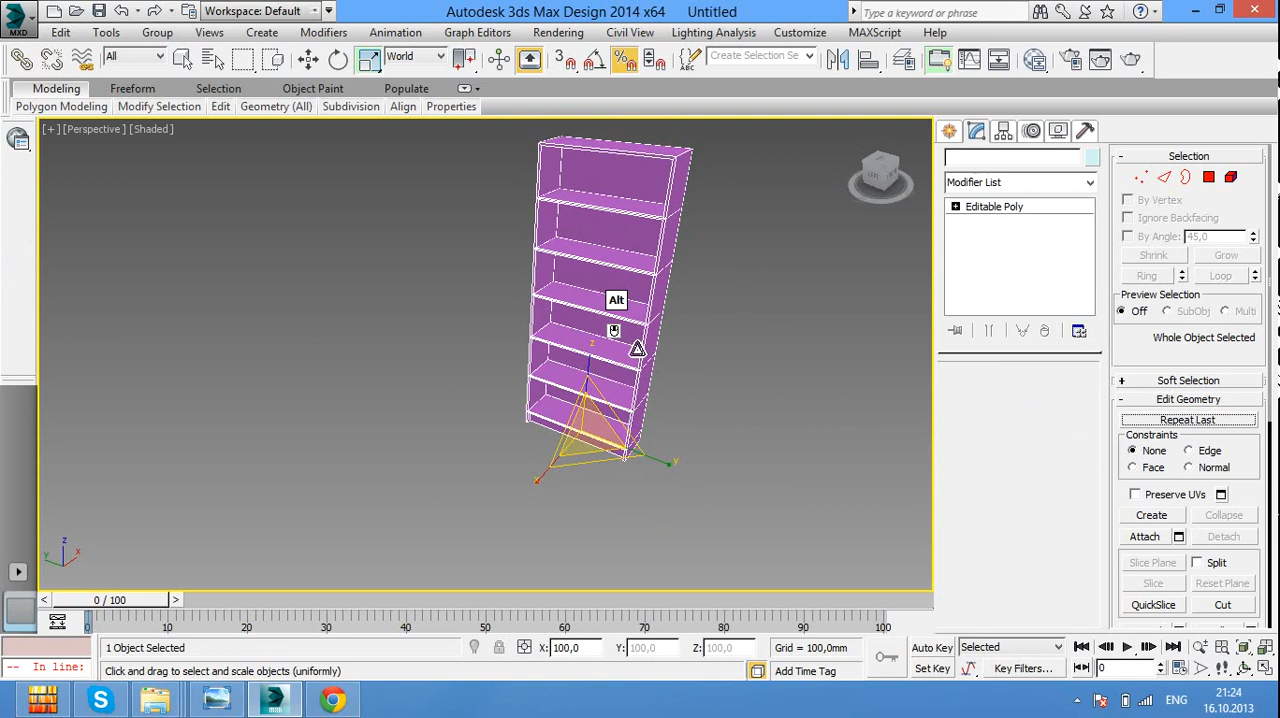 MXD
Workspace: Default
Autodesk 3ds Max Design 2014 x64 Untitled
Type a keyword or phrase
Edit Tools Group Views Create Modifiers Animation Graph Editors Rendering Civil View Lighting Analysis Customize MAXScript Help
All
World
3
Create Selection Se
Modeling Freeform Selection Object Paint Populate
Polygon Modeling Modify Selection Edit Geometry (All) Subdivision Align Properties
[+] [Perspective] [Shaded]
Modifier List
Editable Poly
- Selection
By Vertex
Ignore Backfacing
By Angle: 45,0
Shrink Grow
Ring Loop
Preview Selection
Off SubObj Multi
Whole Object Selected
+ Soft Selection
- Edit Geometry
Repeat Last
Constraints
None Edge
Face Normal
Preserve UVs
Create Collapse
Attach Detach
Slice Plane Split
Slice Reset Plane
QuickSlice Cut
Alt
z
y
z
y x
< 0 / 100 >
0 10 20 30 40 50 60 70 80 90 100
1 Object Selected X: 100,0 Y: 100,0 Z: 100,0 Grid = 100,0mm
Auto Key Selected
-- In line: Click and drag to select and scale objects (uniformly) Add Time Tag
Set Key Key Filters... 0
ENG
21:24
16.10.2013